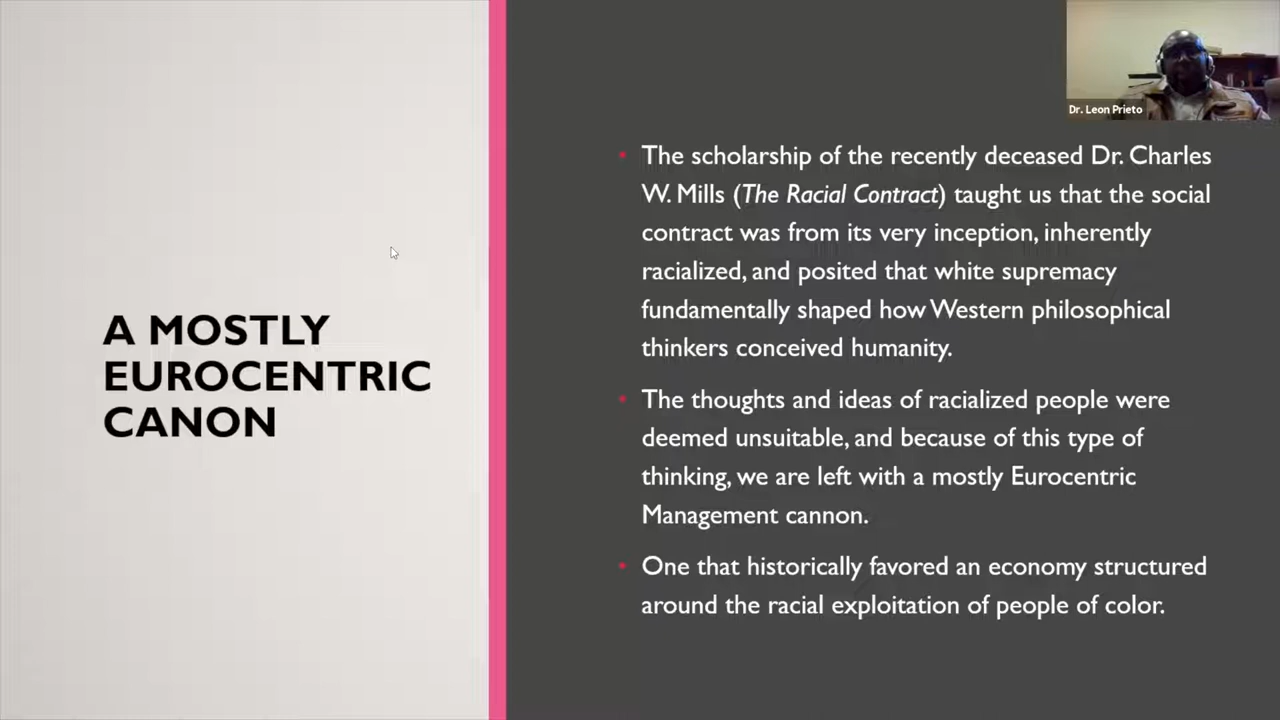 Dr. Leon Prieto
A MOSTLY
EUROCENTRIC
CANON
• The scholarship of the recently deceased Dr. Charles
W. Mills (The Racial Contract) taught us that the social
contract was from its very inception, inherently
racialized, and posited that white supremacy
fundamentally shaped how Western philosophical
thinkers conceived humanity.
• The thoughts and ideas of racialized people were
deemed unsuitable, and because of this type of
thinking, we are left with a mostly Eurocentric
Management cannon.
• One that historically favored an economy structured
around the racial exploitation of people of color.